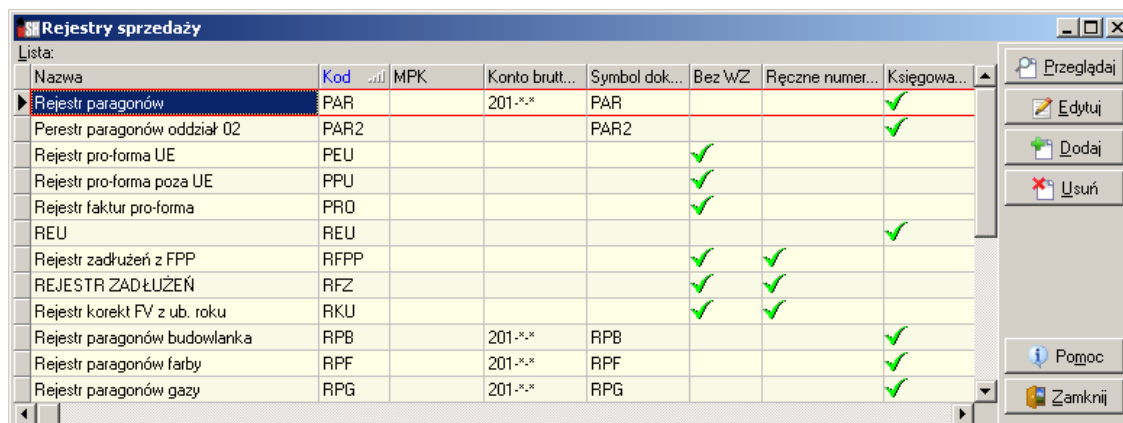 SH Rejestry sprzedaży
Lista:
Nazwa Kod MPK Konto brutt... Symbol dok... Bez WZ Ręczne numer... Księgowa...
Rejestr paragonów PAR 201-*-* PAR
Perestr paragonów oddział 02 PAR2 PAR2
Rejestr pro-forma UE PEU
Rejestr pro-forma poza UE PPU
Rejestr faktur pro-forma PRO
REU REU
Rejestr zadłużeń z FPP RFPP
REJESTR ZADŁUŻEŃ RFZ
Rejestr korekt FV z ub. roku RKU
Rejestr paragonów budowlanka RPB 201-*-* RPB
Rejestr paragonów farby RPF 201-*-* RPF
Rejestr paragonów gazy RPG 201-*-* RPG
Przeglądaj
Edytuj
Dodaj
Usuń
Pomoc
Zamknij